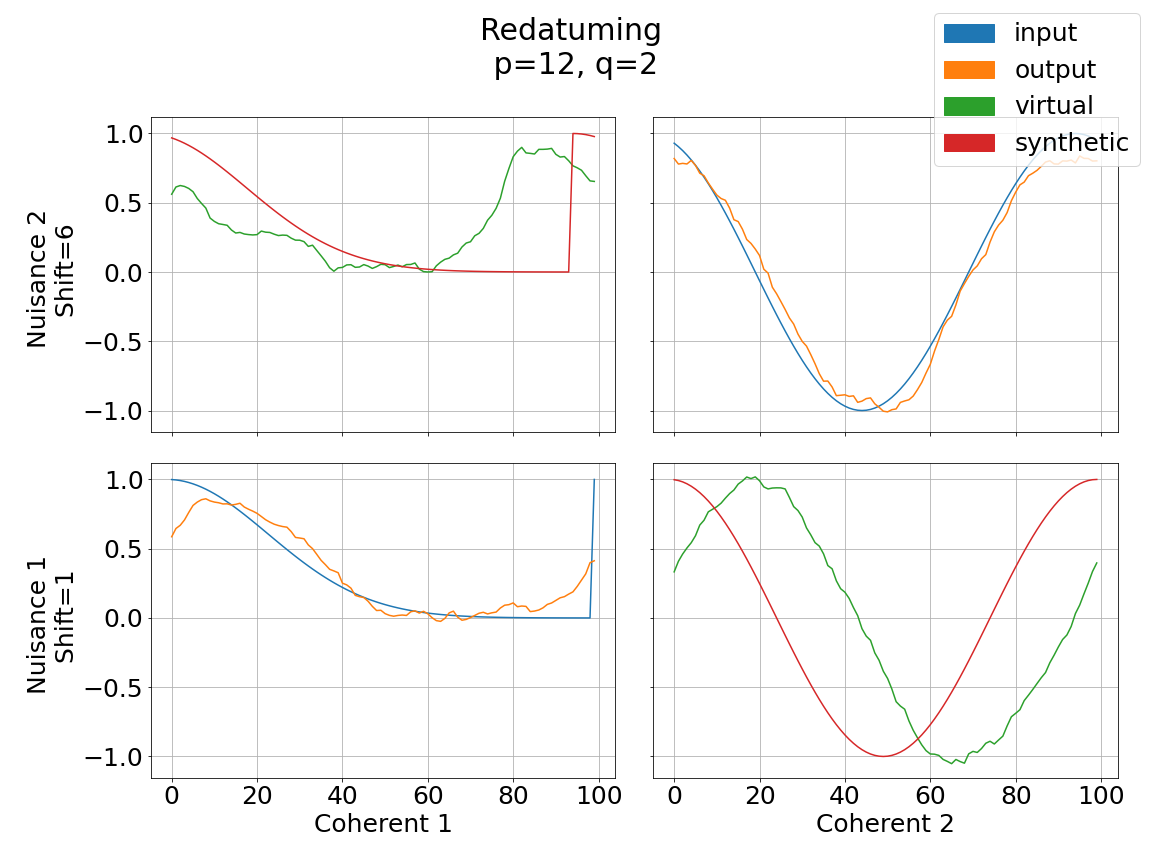 Redatuming
p=12, q=2
input
output
virtual
synthetic
Nuisance 2
Shift=6
1.0
0.5
0.0
−0.5
−1.0
Nuisance 1
Shift=1
1.0
0.5
0.0
−0.5
−1.0
0 20 40 60 80 100
0 20 40 60 80 100
Coherent 1
Coherent 2